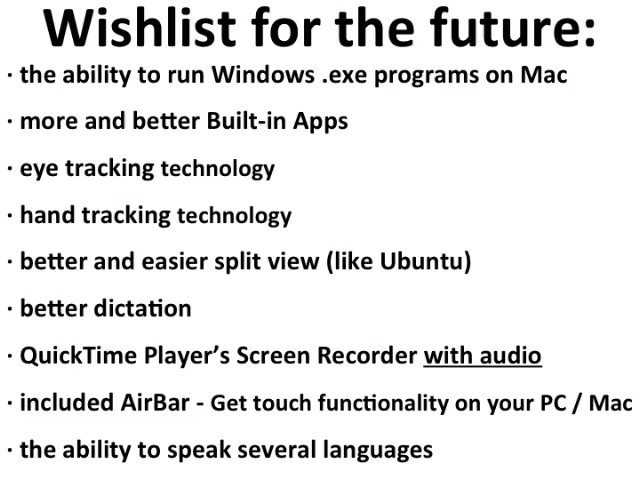 Wishlist for the future:
· the ability to run Windows .exe programs on Mac
· more and better Built-in Apps
· eye tracking technology
· hand tracking technology
· better and easier split view (like Ubuntu)
· better dictation
· QuickTime Player’s Screen Recorder with audio
· included AirBar - Get touch functionality on your PC / Mac
· the ability to speak several languages